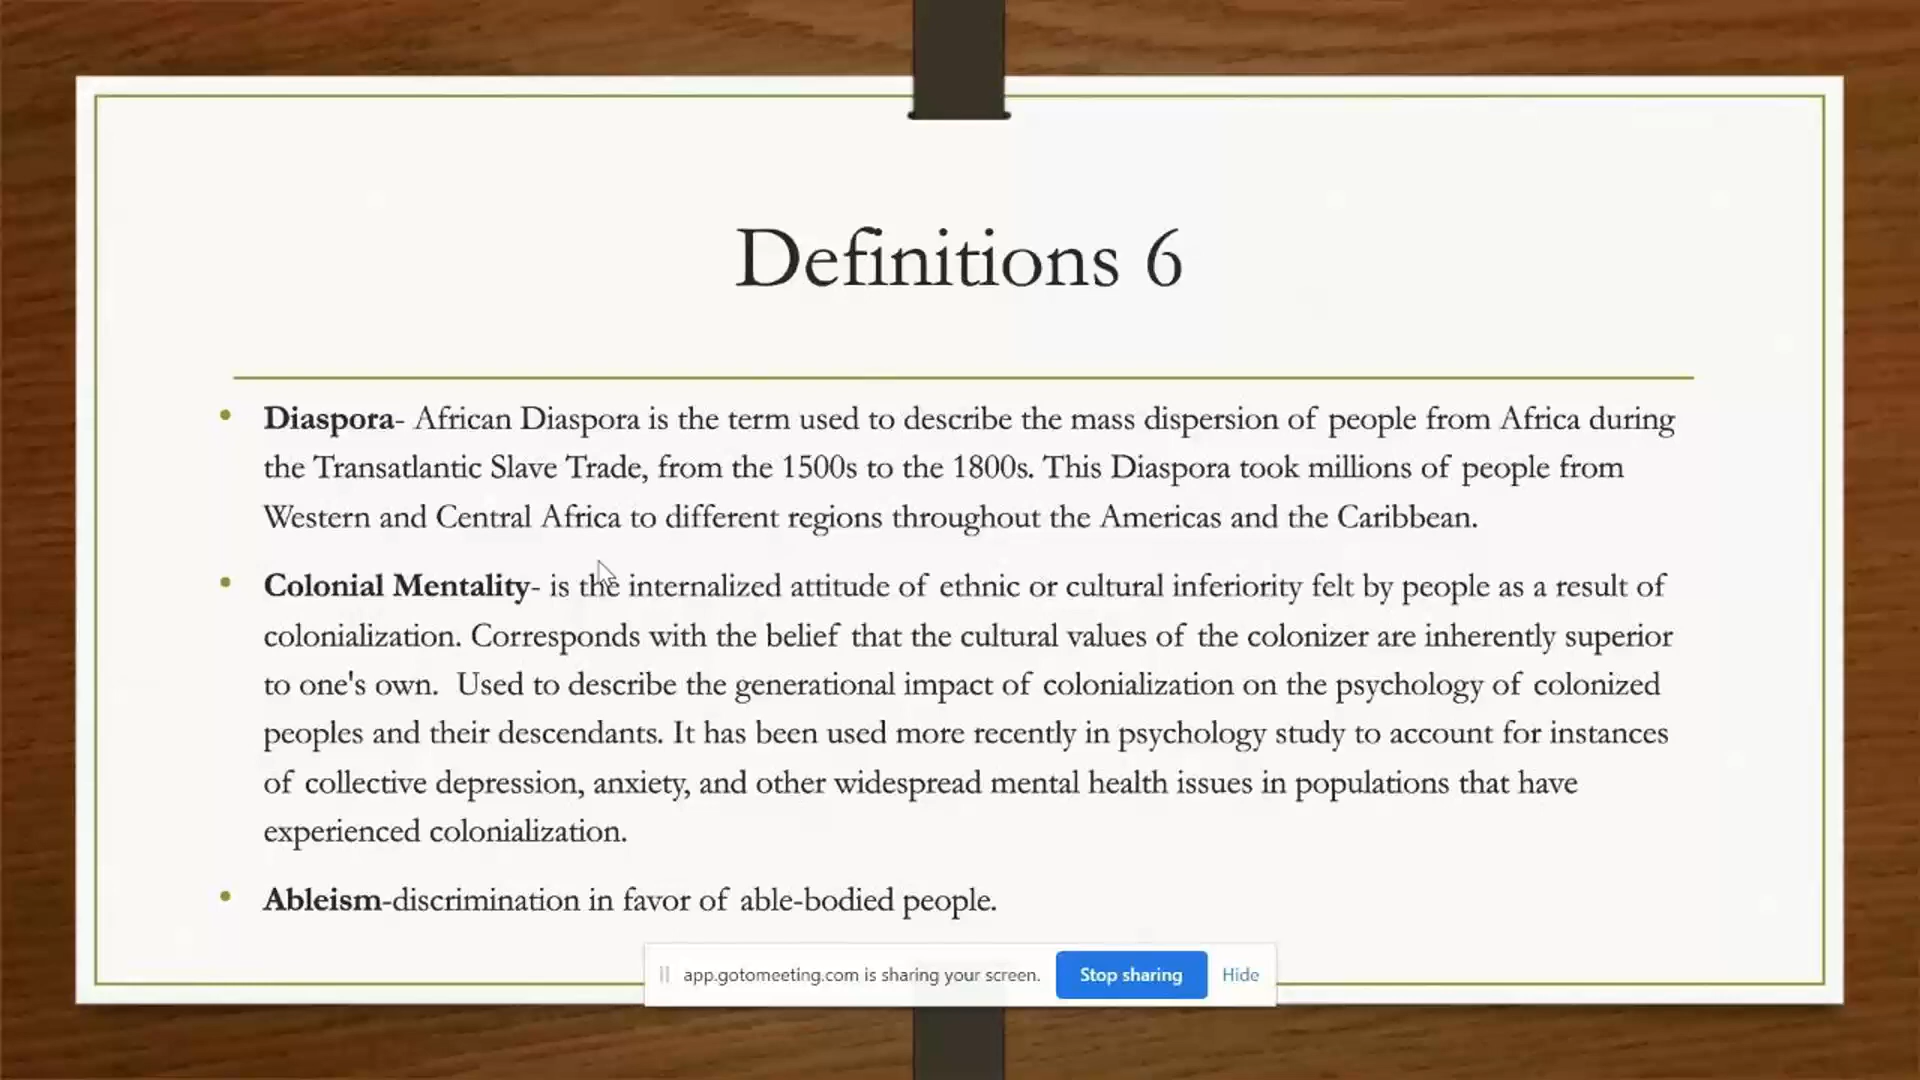 Definitions 6
Diaspora- African Diaspora is the term used to describe the mass dispersion of people from Africa during
the Transatlantic Slave Trade, from the 1500s to the 1800s. This Diaspora took millions of people from
Western and Central Africa to different regions throughout the Americas and the Caribbean.
Colonial Mentality- is the internalized attitude of ethnic or cultural inferiority felt by people as a result of
colonialization. Corresponds with the belief that the cultural values of the colonizer are inherently superior
to one's own.  Used to describe the generational impact of colonialization on the psychology of colonized
peoples and their descendants. It has been used more recently in psychology study to account for instances
of collective depression, anxiety, and other widespread mental health issues in populations that have
experienced colonialization.
Ableism-discrimination in favor of able-bodied people.
app.gotomeeting.com is sharing your screen. Stop sharing Hide